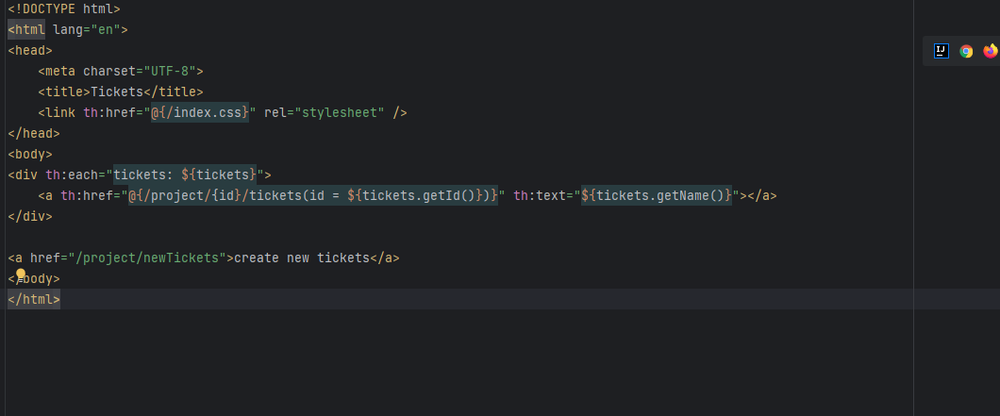 <!DOCTYPE html>
<html lang="en">
<head>
    <meta charset="UTF-8">
    <title>Tickets</title>
    <link th:href="@{/index.css}" rel="stylesheet" />
</head>
<body>
<div th:each="tickets: ${tickets}">
    <a th:href="@{/project/{id}/tickets(id = ${tickets.getId()})}" th:text="${tickets.getName()}"></a>
</div>

<a href="/project/newTickets">create new tickets</a>
</body>
</html>
IJ